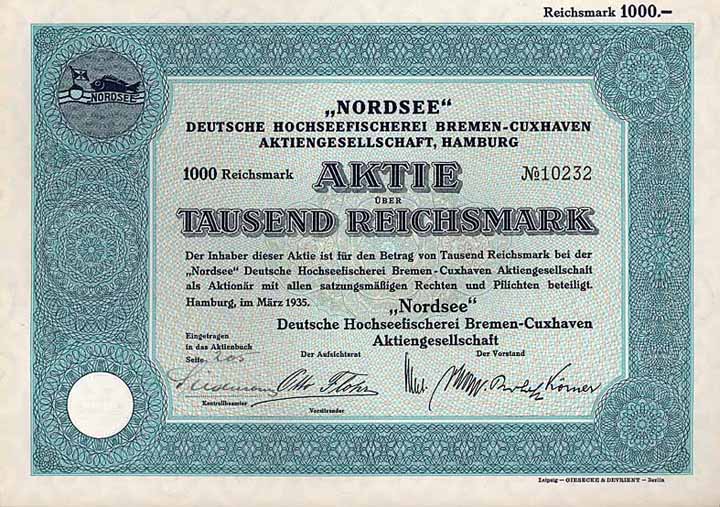 Reichsmark 1000.—
NORDSEE
„NORDSEE“
DEUTSCHE HOCHSEEFISCHEREI BREMEN-CUXHAVEN
AKTIENGESELLSCHAFT, HAMBURG
1000 Reichsmark AKTIE №10232
ÜBER
TAUSEND REICHSMARK
Der Inhaber dieser Aktie ist für den Betrag von Tausend Reichsmark bei der
„Nordsee“ Deutsche Hochseefischerei Bremen-Cuxhaven Aktiengesellschaft
als Aktionär mit allen satzungsmäßigen Rechten und Pflichten beteiligt.
Hamburg, im März 1935.
„Nordsee“
Deutsche Hochseefischerei Bremen-Cuxhaven
Aktiengesellschaft
Eingetragen
in das Aktienbuch
Seite
Der Aufsichtsrat
Der Vorstand
Otto Flohr
Körner
Kontrollbeamter
Vorsitzender
Leipzig — GIESECKE & DEVRIENT — Berlin